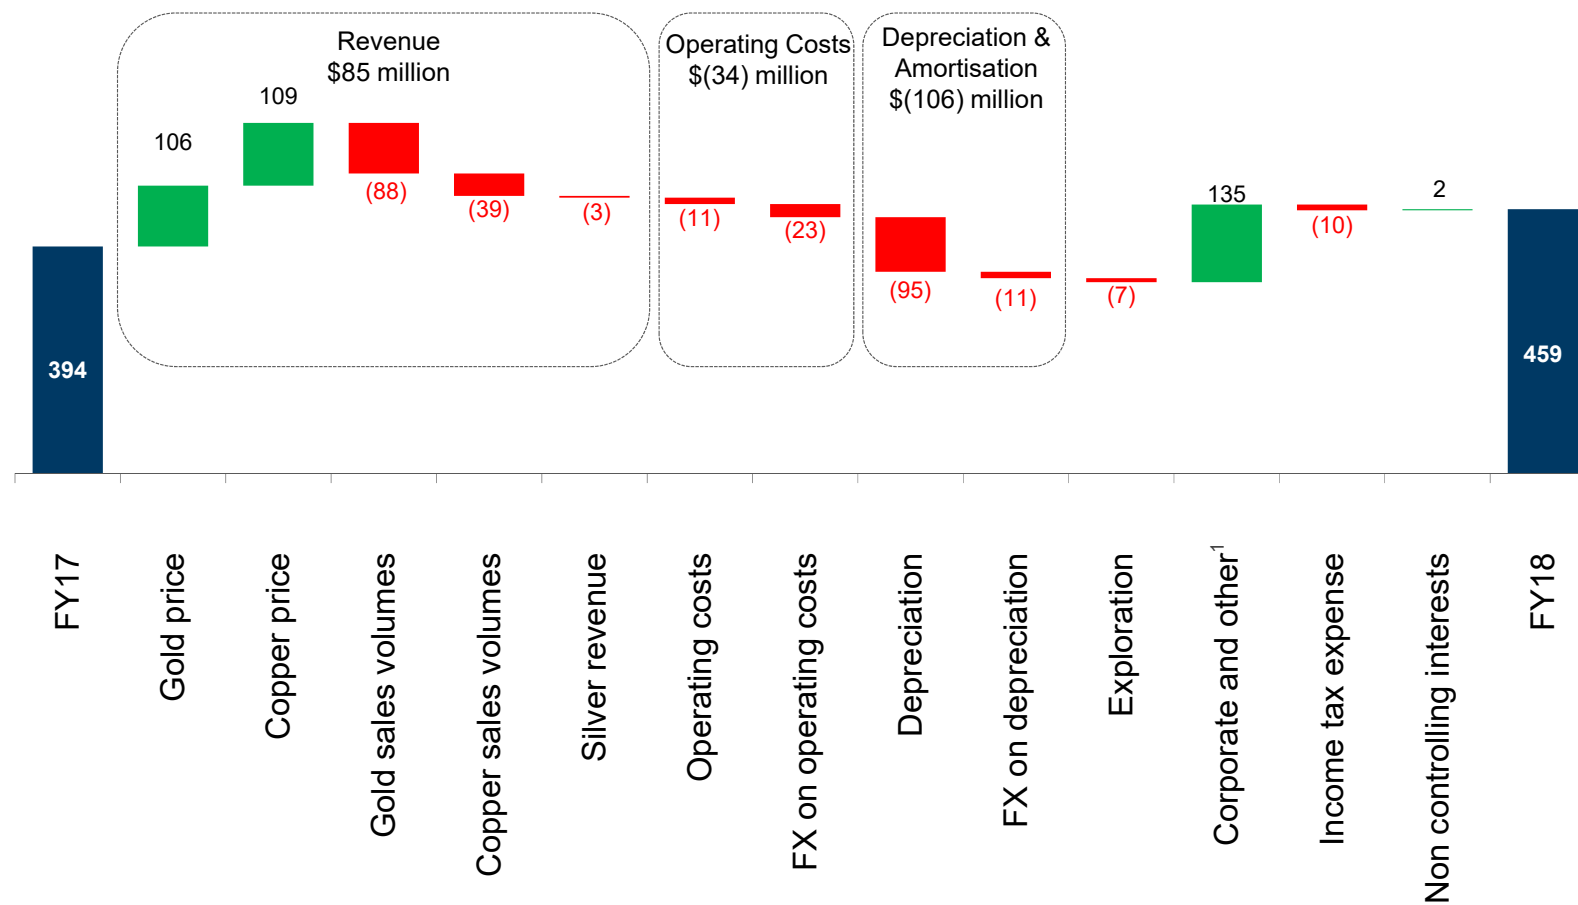 Revenue
$85 million
Operating Costs
$(34) million
Depreciation &
Amortisation
$(106) million
394
106
109
(88)
(39)
(3)
(11)
(23)
(95)
(11)
(7)
135
(10)
2
459
FY17
Gold price
Copper price
Gold sales volumes
Copper sales volumes
Silver revenue
Operating costs
FX on operating costs
Depreciation
FX on depreciation
Exploration
Corporate and other¹
Income tax expense
Non controlling interests
FY18